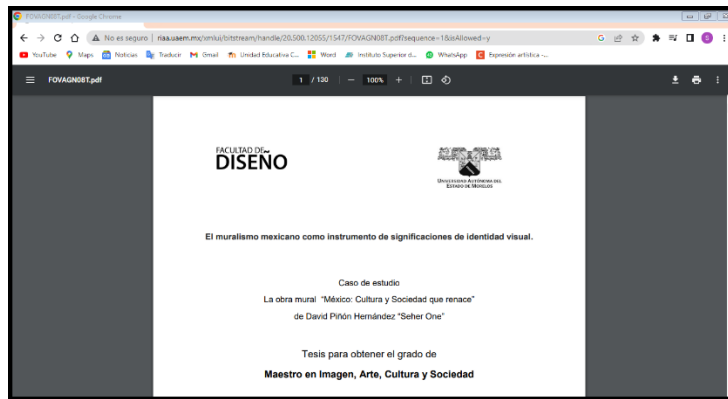 FOVAGN08T.pdf - Google Chrome
No es seguro | riaa.uaem.mx/xmlui/bitstream/handle/20.500.12055/1547/FOVAGN08T.pdf?sequence=1&isAllowed=y
YouTube Maps Noticias Traducir Gmail Unidad Educativa C... Word Instituto Superior d... WhatsApp Expresión artística -...
FOVAGN08T.pdf 1 / 130 100%
FACULTAD DE
DISEÑO
UNIVERSIDAD AUTÓNOMA DEL
ESTADO DE MORELOS
El muralismo mexicano como instrumento de significaciones de identidad visual.
Caso de estudio
La obra mural "México: Cultura y Sociedad que renace"
de David Piñón Hernández "Seher One"
Tesis para obtener el grado de
Maestro en Imagen, Arte, Cultura y Sociedad